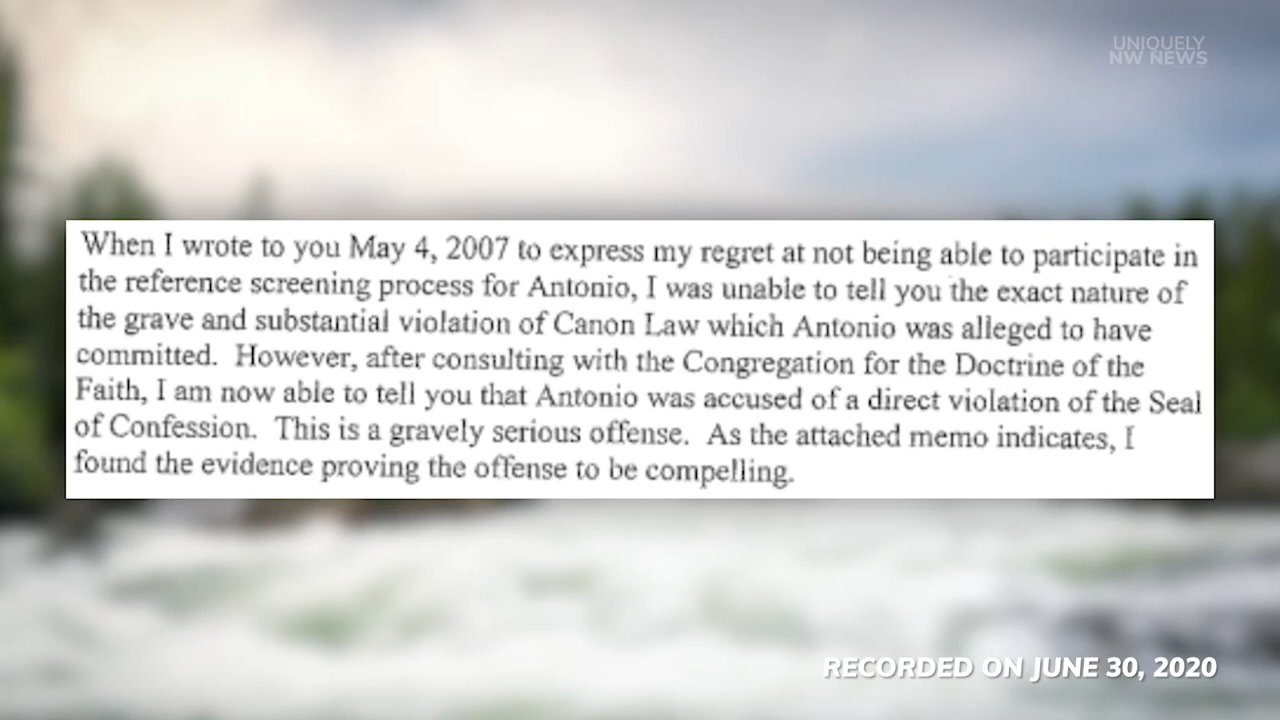 UNIQUELY
NW NEWS
When I wrote to you May 4, 2007 to express my regret at not being able to participate in
the reference screening process for Antonio, I was unable to tell you the exact nature of
the grave and substantial violation of Canon Law which Antonio was alleged to have
committed.  However, after consulting with the Congregation for the Doctrine of the
Faith, I am now able to tell you that Antonio was accused of a direct violation of the Seal
of Confession.  This is a gravely serious offense.  As the attached memo indicates, I
found the evidence proving the offense to be compelling.
RECORDED ON JUNE 30, 2020